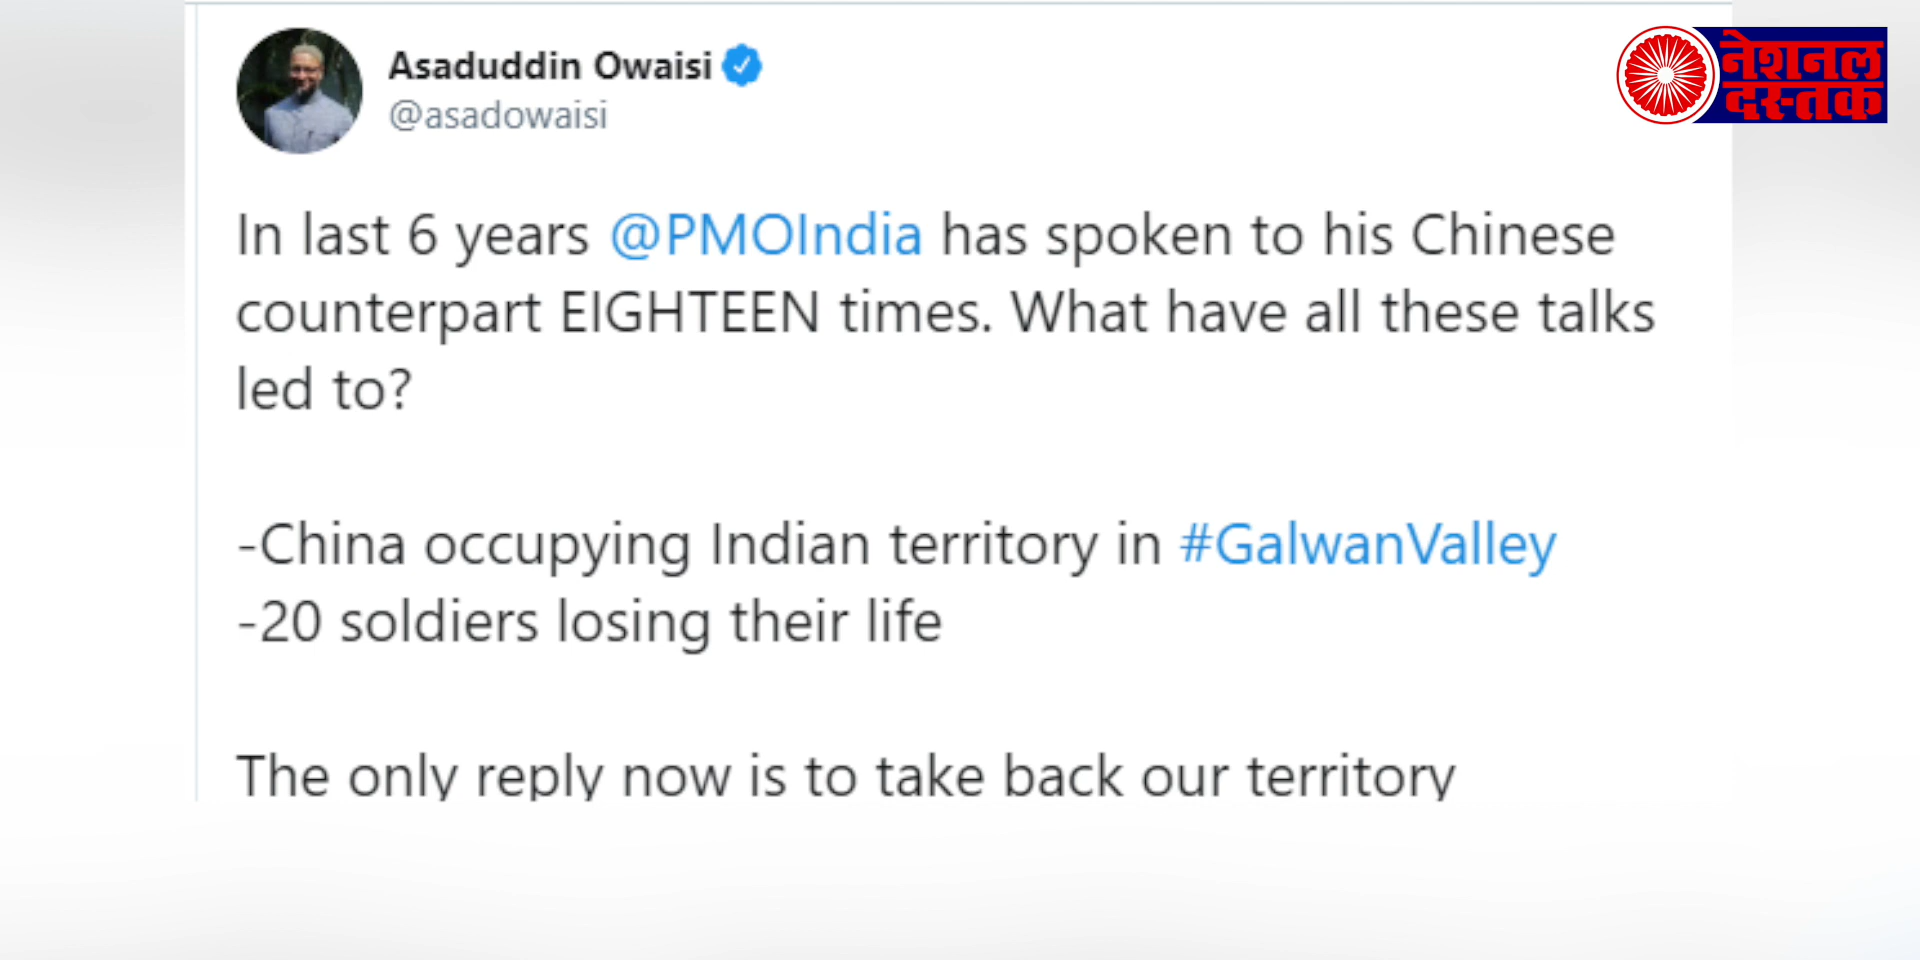 Asaduddin Owaisi
@asadowaisi
नेशनल
दस्तक
In last 6 years @PMOIndia has spoken to his Chinese
counterpart EIGHTEEN times. What have all these talks
led to?
-China occupying Indian territory in #GalwanValley
-20 soldiers losing their life
The only reply now is to take back our territory